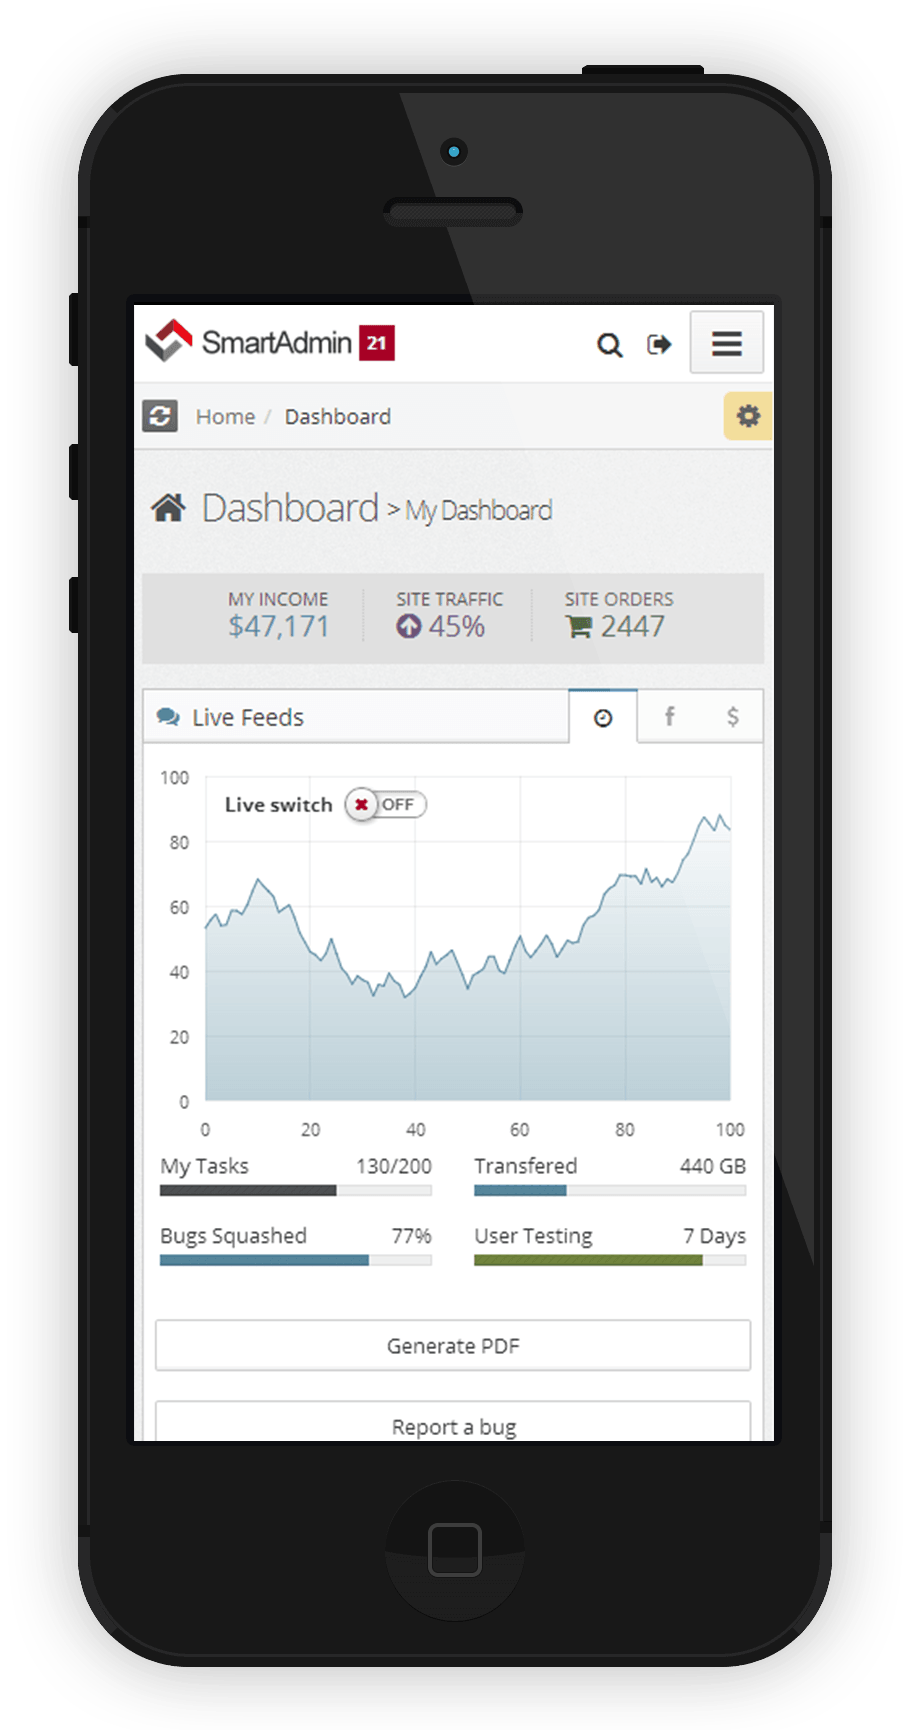 SmartAdmin 21
Home / Dashboard
Dashboard > My Dashboard
MY INCOME SITE TRAFFIC SITE ORDERS
$47,171 45% 2447
Live Feeds f $
Live switch OFF
100
80
60
40
20
0
0 20 40 60 80 100
My Tasks 130/200 Transfered 440 GB
Bugs Squashed 77% User Testing 7 Days
Generate PDF
Report a bug